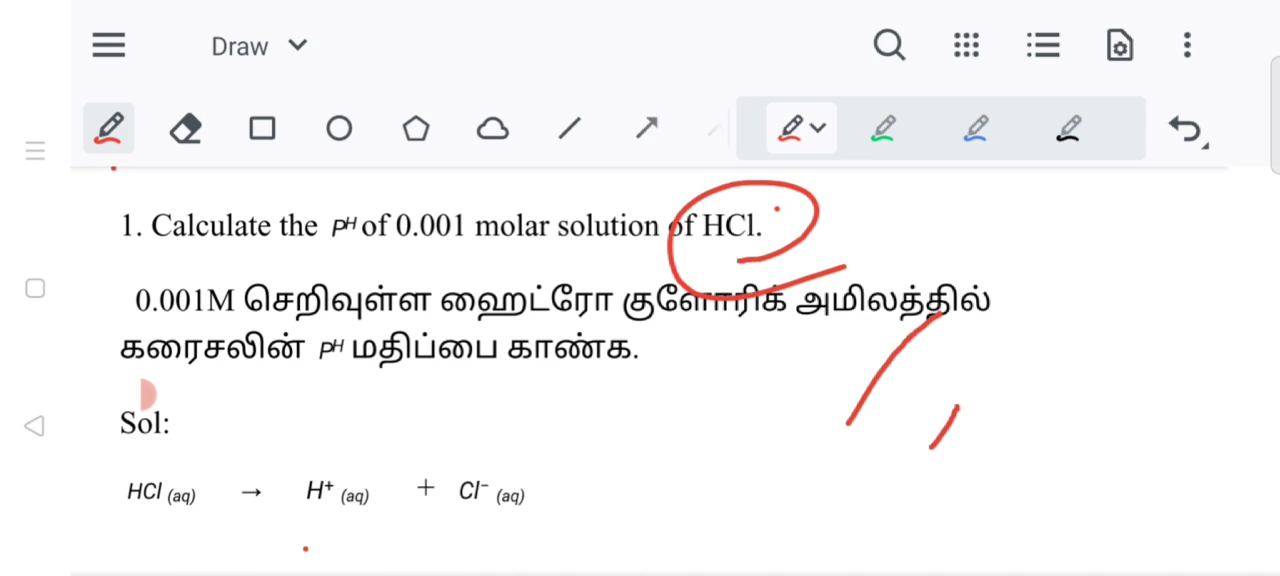 Draw
1. Calculate the pH of 0.001 molar solution of HCl.
0.001M செறிவுள்ள ஹைட்ரோ குளோரிக் அமிலத்தில்
கரைசலின் pH மதிப்பை காண்க.
Sol:
HCl (aq) → H⁺ (aq) + Cl⁻ (aq)